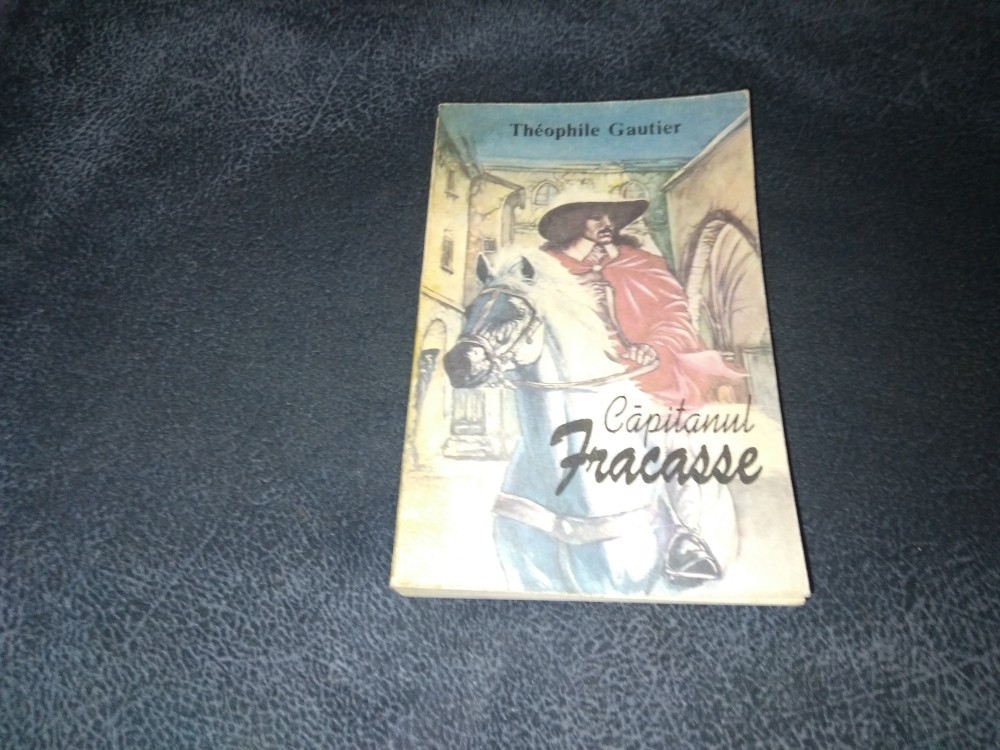 Théophile Gautier
Căpitanul
Fracasse